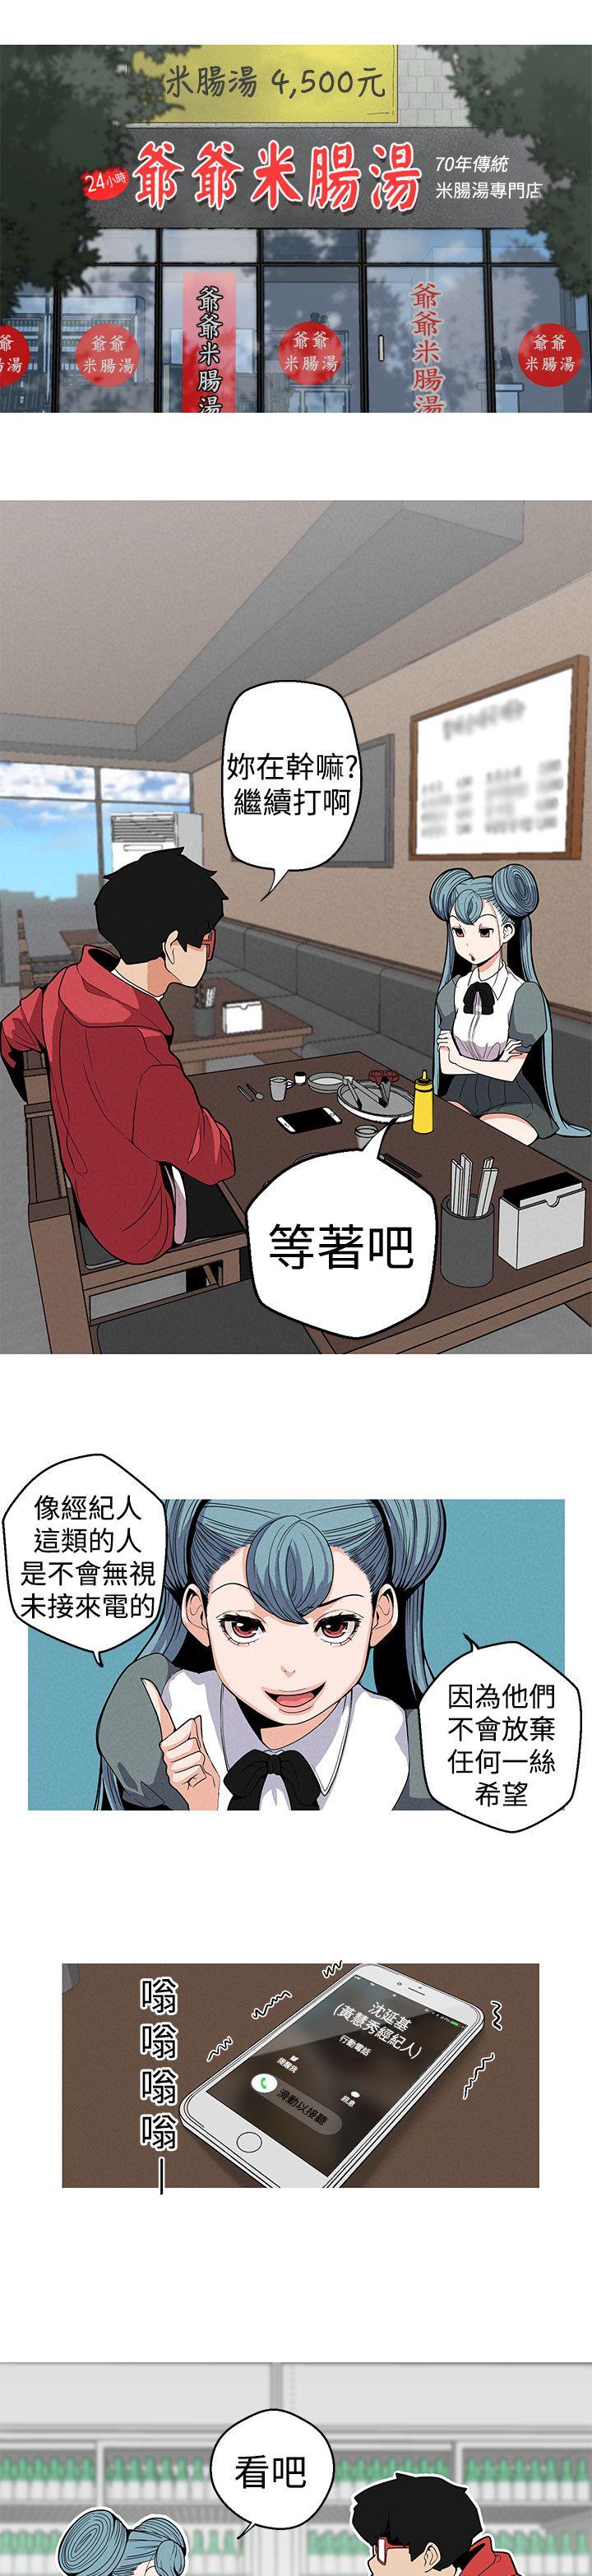 米腸湯 4,500元
24小時
爺爺米腸湯
70年傳統
米腸湯專門店
爺爺
米腸湯
爺爺米腸湯
爺爺
米腸湯
爺爺米腸湯
爺爺
米腸湯
妳在幹嘛?
繼續打啊
等著吧
像經紀人
這類的人
是不會無視
未接來電的
因為他們
不會放棄
任何一絲
希望
嗡嗡嗡嗡—
沈延基
(黃慧秀經紀人)
行動電話
提醒我
訊息
滑動以接聽
看吧